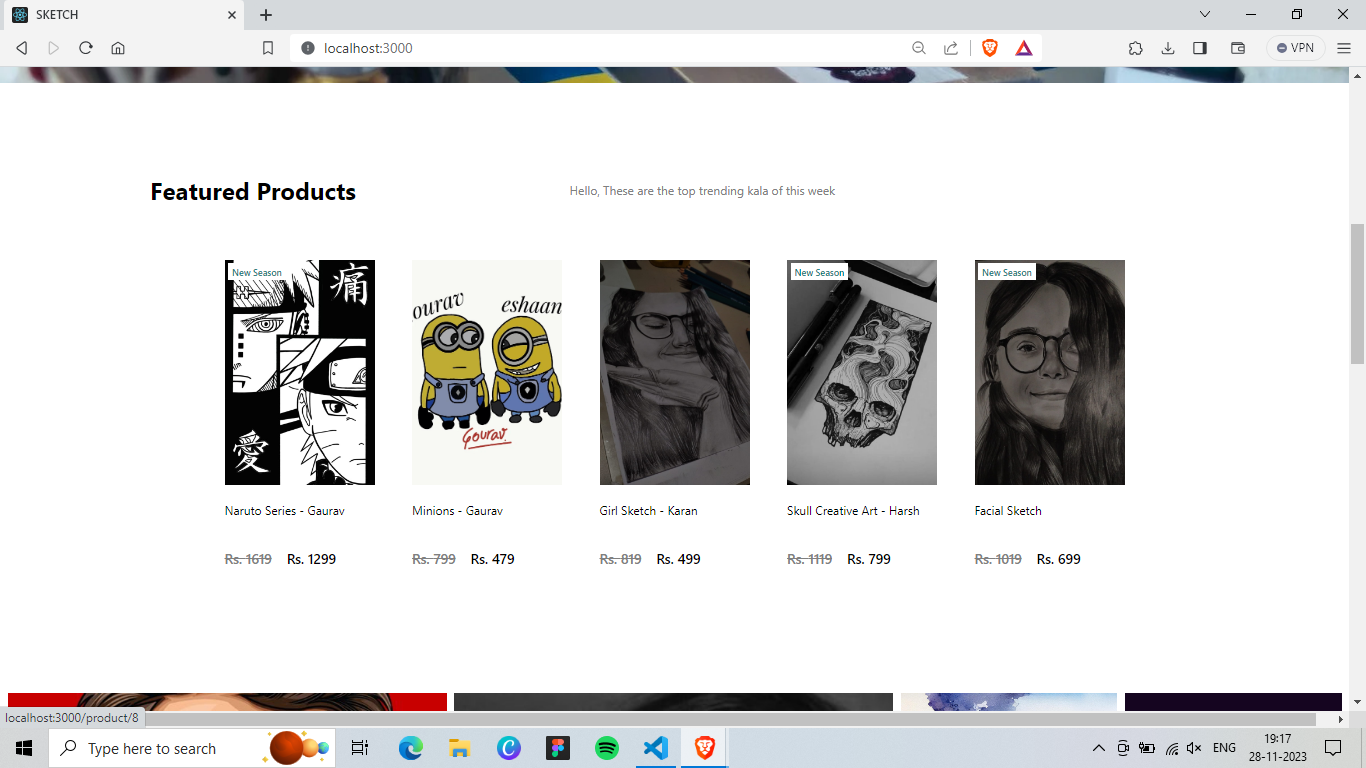 SKETCH
localhost:3000
VPN
Featured Products
Hello, These are the top trending kala of this week
New Season
痛
愛
ourav
eshaan
Gourav
New Season
New Season
Naruto Series - Gaurav
Minions - Gaurav
Girl Sketch - Karan
Skull Creative Art - Harsh
Facial Sketch
Rs. 1619 Rs. 1299
Rs. 799 Rs. 479
Rs. 819 Rs. 499
Rs. 1119 Rs. 799
Rs. 1019 Rs. 699
localhost:3000/product/8
Type here to search
ENG
19:17
28-11-2023